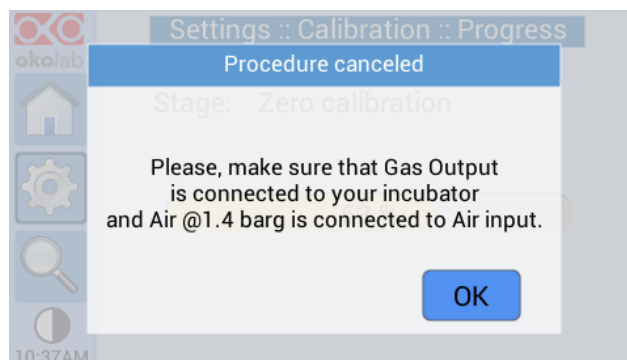 Settings :: Calibration :: Progress
okolab
Procedure canceled
Stage: Zero calibration
Please, make sure that Gas Output
is connected to your incubator
and Air @1.4 barg is connected to Air input.
OK
10:37AM